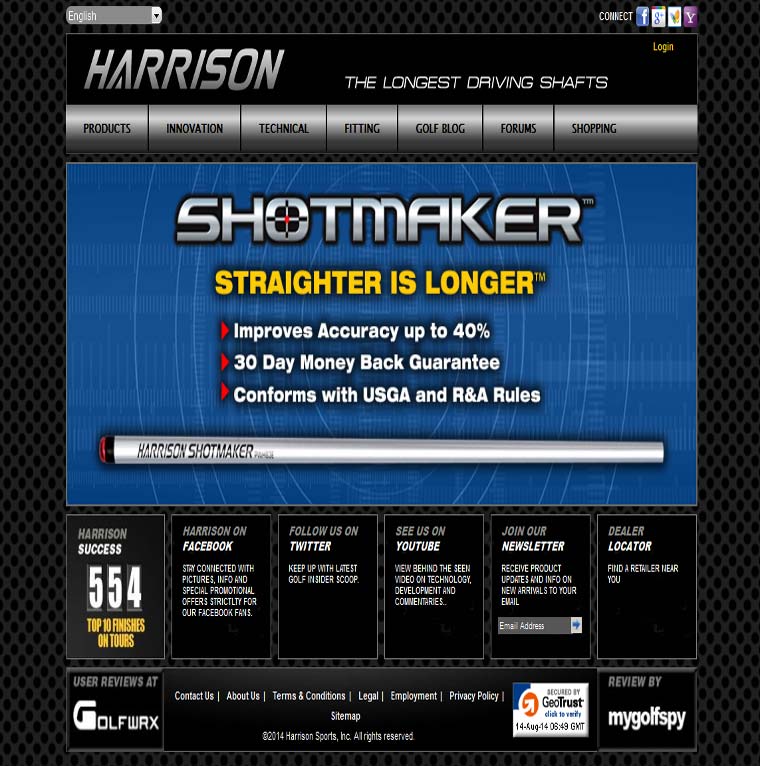 English
CONNECT
Login
HARRISON
THE LONGEST DRIVING SHAFTS
PRODUCTS
INNOVATION
TECHNICAL
FITTING
GOLF BLOG
FORUMS
SHOPPING
SHOTMAKER™
STRAIGHTER IS LONGER™
Improves Accuracy up to 40%
30 Day Money Back Guarantee
Conforms with USGA and R&A Rules
HARRISON SHOTMAKER
HARRISON
SUCCESS
554
TOP 10 FINISHES
ON TOURS
HARRISON ON
FACEBOOK
STAY CONNECTED WITH
PICTURES, INFO AND
SPECIAL PROMOTIONAL
OFFERS STRICTLTY FOR
OUR FACEBOOK FANS.
FOLLOW US ON
TWITTER
KEEP UP WITH LATEST
GOLF INSIDER SCOOP.
SEE US ON
YOUTUBE
VIEW BEHIND THE SEEN
VIDEO ON TECHNOLOGY,
DEVELOPMENT AND
COMMENTARIES..
JOIN OUR
NEWSLETTER
RECEIVE PRODUCT
UPDATES AND INFO ON
NEW ARRIVALS TO YOUR
EMAIL
Email Address
DEALER
LOCATOR
FIND A RETAILER NEAR
YOU
USER REVIEWS AT
GOLFWRX
Contact Us | About Us | Terms & Conditions | Legal | Employment | Privacy Policy |
Sitemap
©2014 Harrison Sports, Inc. All rights reserved.
SECURED BY
GeoTrust
click to verify
14-Aug-14 06:49 GMT
REVIEW BY
mygolfspy